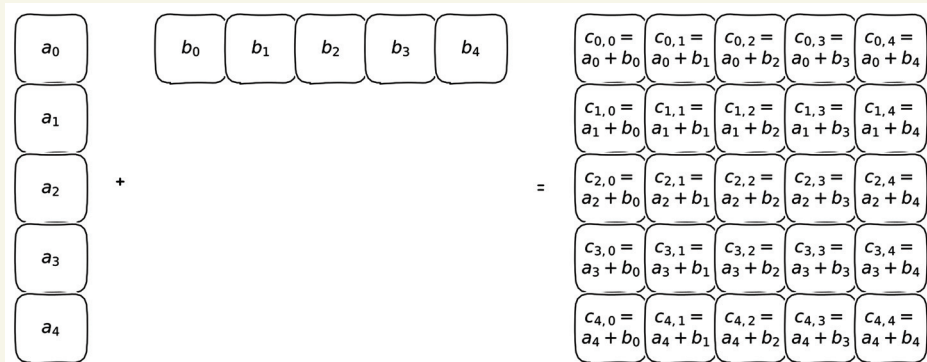 a₀ b₀ b₁ b₂ b₃ b₄ c₀,₀ = c₀,₁ = c₀,₂ = c₀,₃ = c₀,₄ =
a₀ + b₀ a₀ + b₁ a₀ + b₂ a₀ + b₃ a₀ + b₄
a₁ c₁,₀ = c₁,₁ = c₁,₂ = c₁,₃ = c₁,₄ =
a₁ + b₀ a₁ + b₁ a₁ + b₂ a₁ + b₃ a₁ + b₄
a₂ + = c₂,₀ = c₂,₁ = c₂,₂ = c₂,₃ = c₂,₄ =
a₂ + b₀ a₂ + b₁ a₂ + b₂ a₂ + b₃ a₂ + b₄
a₃ c₃,₀ = c₃,₁ = c₃,₂ = c₃,₃ = c₃,₄ =
a₃ + b₀ a₃ + b₁ a₃ + b₂ a₃ + b₃ a₃ + b₄
a₄ c₄,₀ = c₄,₁ = c₄,₂ = c₄,₃ = c₄,₄ =
a₄ + b₀ a₄ + b₁ a₄ + b₂ a₄ + b₃ a₄ + b₄